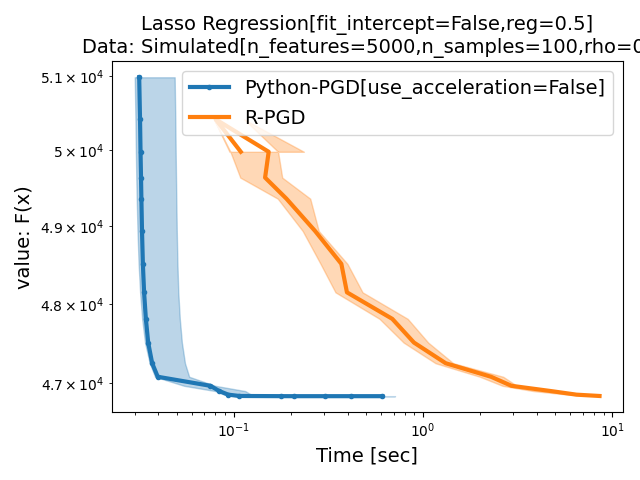 Lasso Regression[fit_intercept=False,reg=0.5]
Data: Simulated[n_features=5000,n_samples=100,rho=0
Python-PGD[use_acceleration=False]
R-PGD
value: F(x)
5.1 × 10⁴
5 × 10⁴
4.9 × 10⁴
4.8 × 10⁴
4.7 × 10⁴
10⁻¹ 10⁰ 10¹
Time [sec]